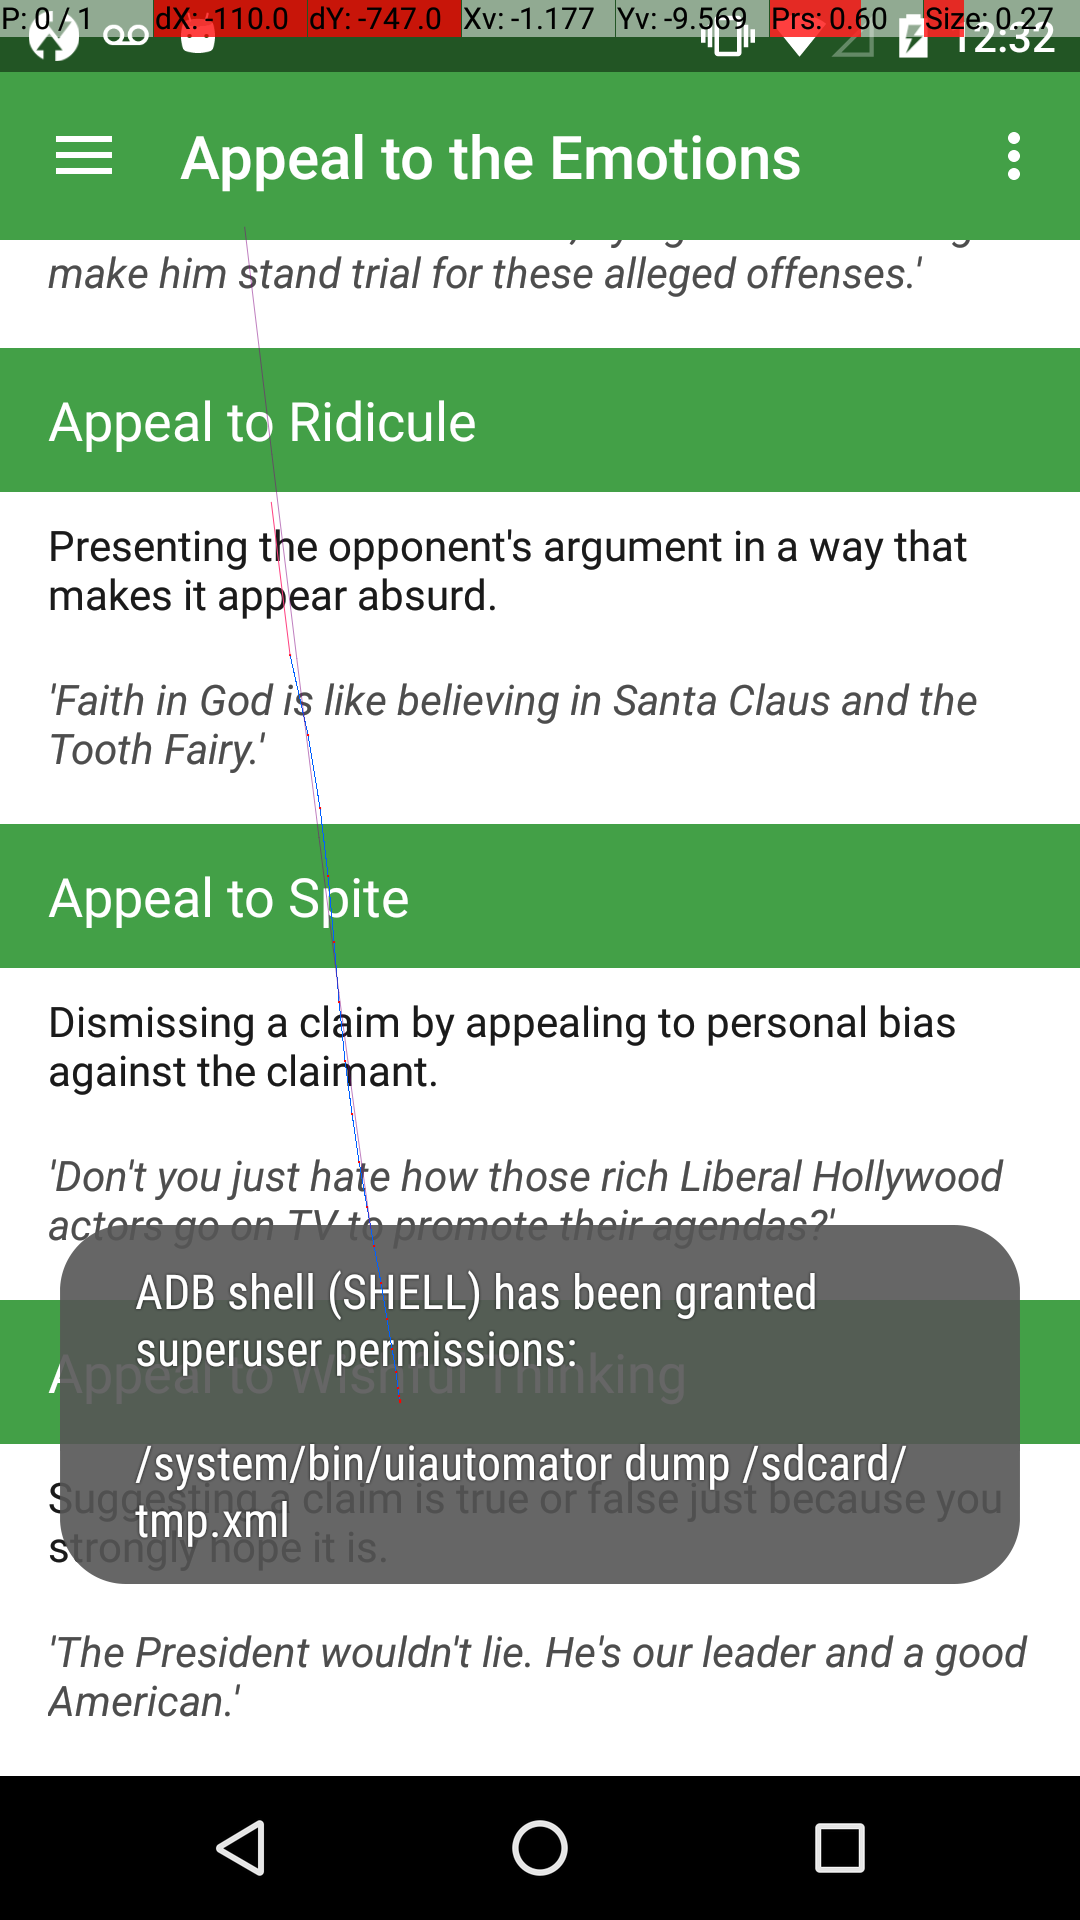 P: 0 / 1 dX: -110.0 dY: -747.0 Xv: -1.177 Yv: -9.569 Prs: 0.60 Size: 0.27
12:32
Appeal to the Emotions
make him stand trial for these alleged offenses.'
Appeal to Ridicule
Presenting the opponent's argument in a way that
makes it appear absurd.
'Faith in God is like believing in Santa Claus and the
Tooth Fairy.'
Appeal to Spite
Dismissing a claim by appealing to personal bias
against the claimant.
'Don't you just hate how those rich Liberal Hollywood
actors go on TV to promote their agendas?'
ADB shell (SHELL) has been granted
superuser permissions:
Appeal to Wishful Thinking
/system/bin/uiautomator dump /sdcard/
tmp.xml
Suggesting a claim is true or false just because you
strongly hope it is.
'The President wouldn't lie. He's our leader and a good
American.'